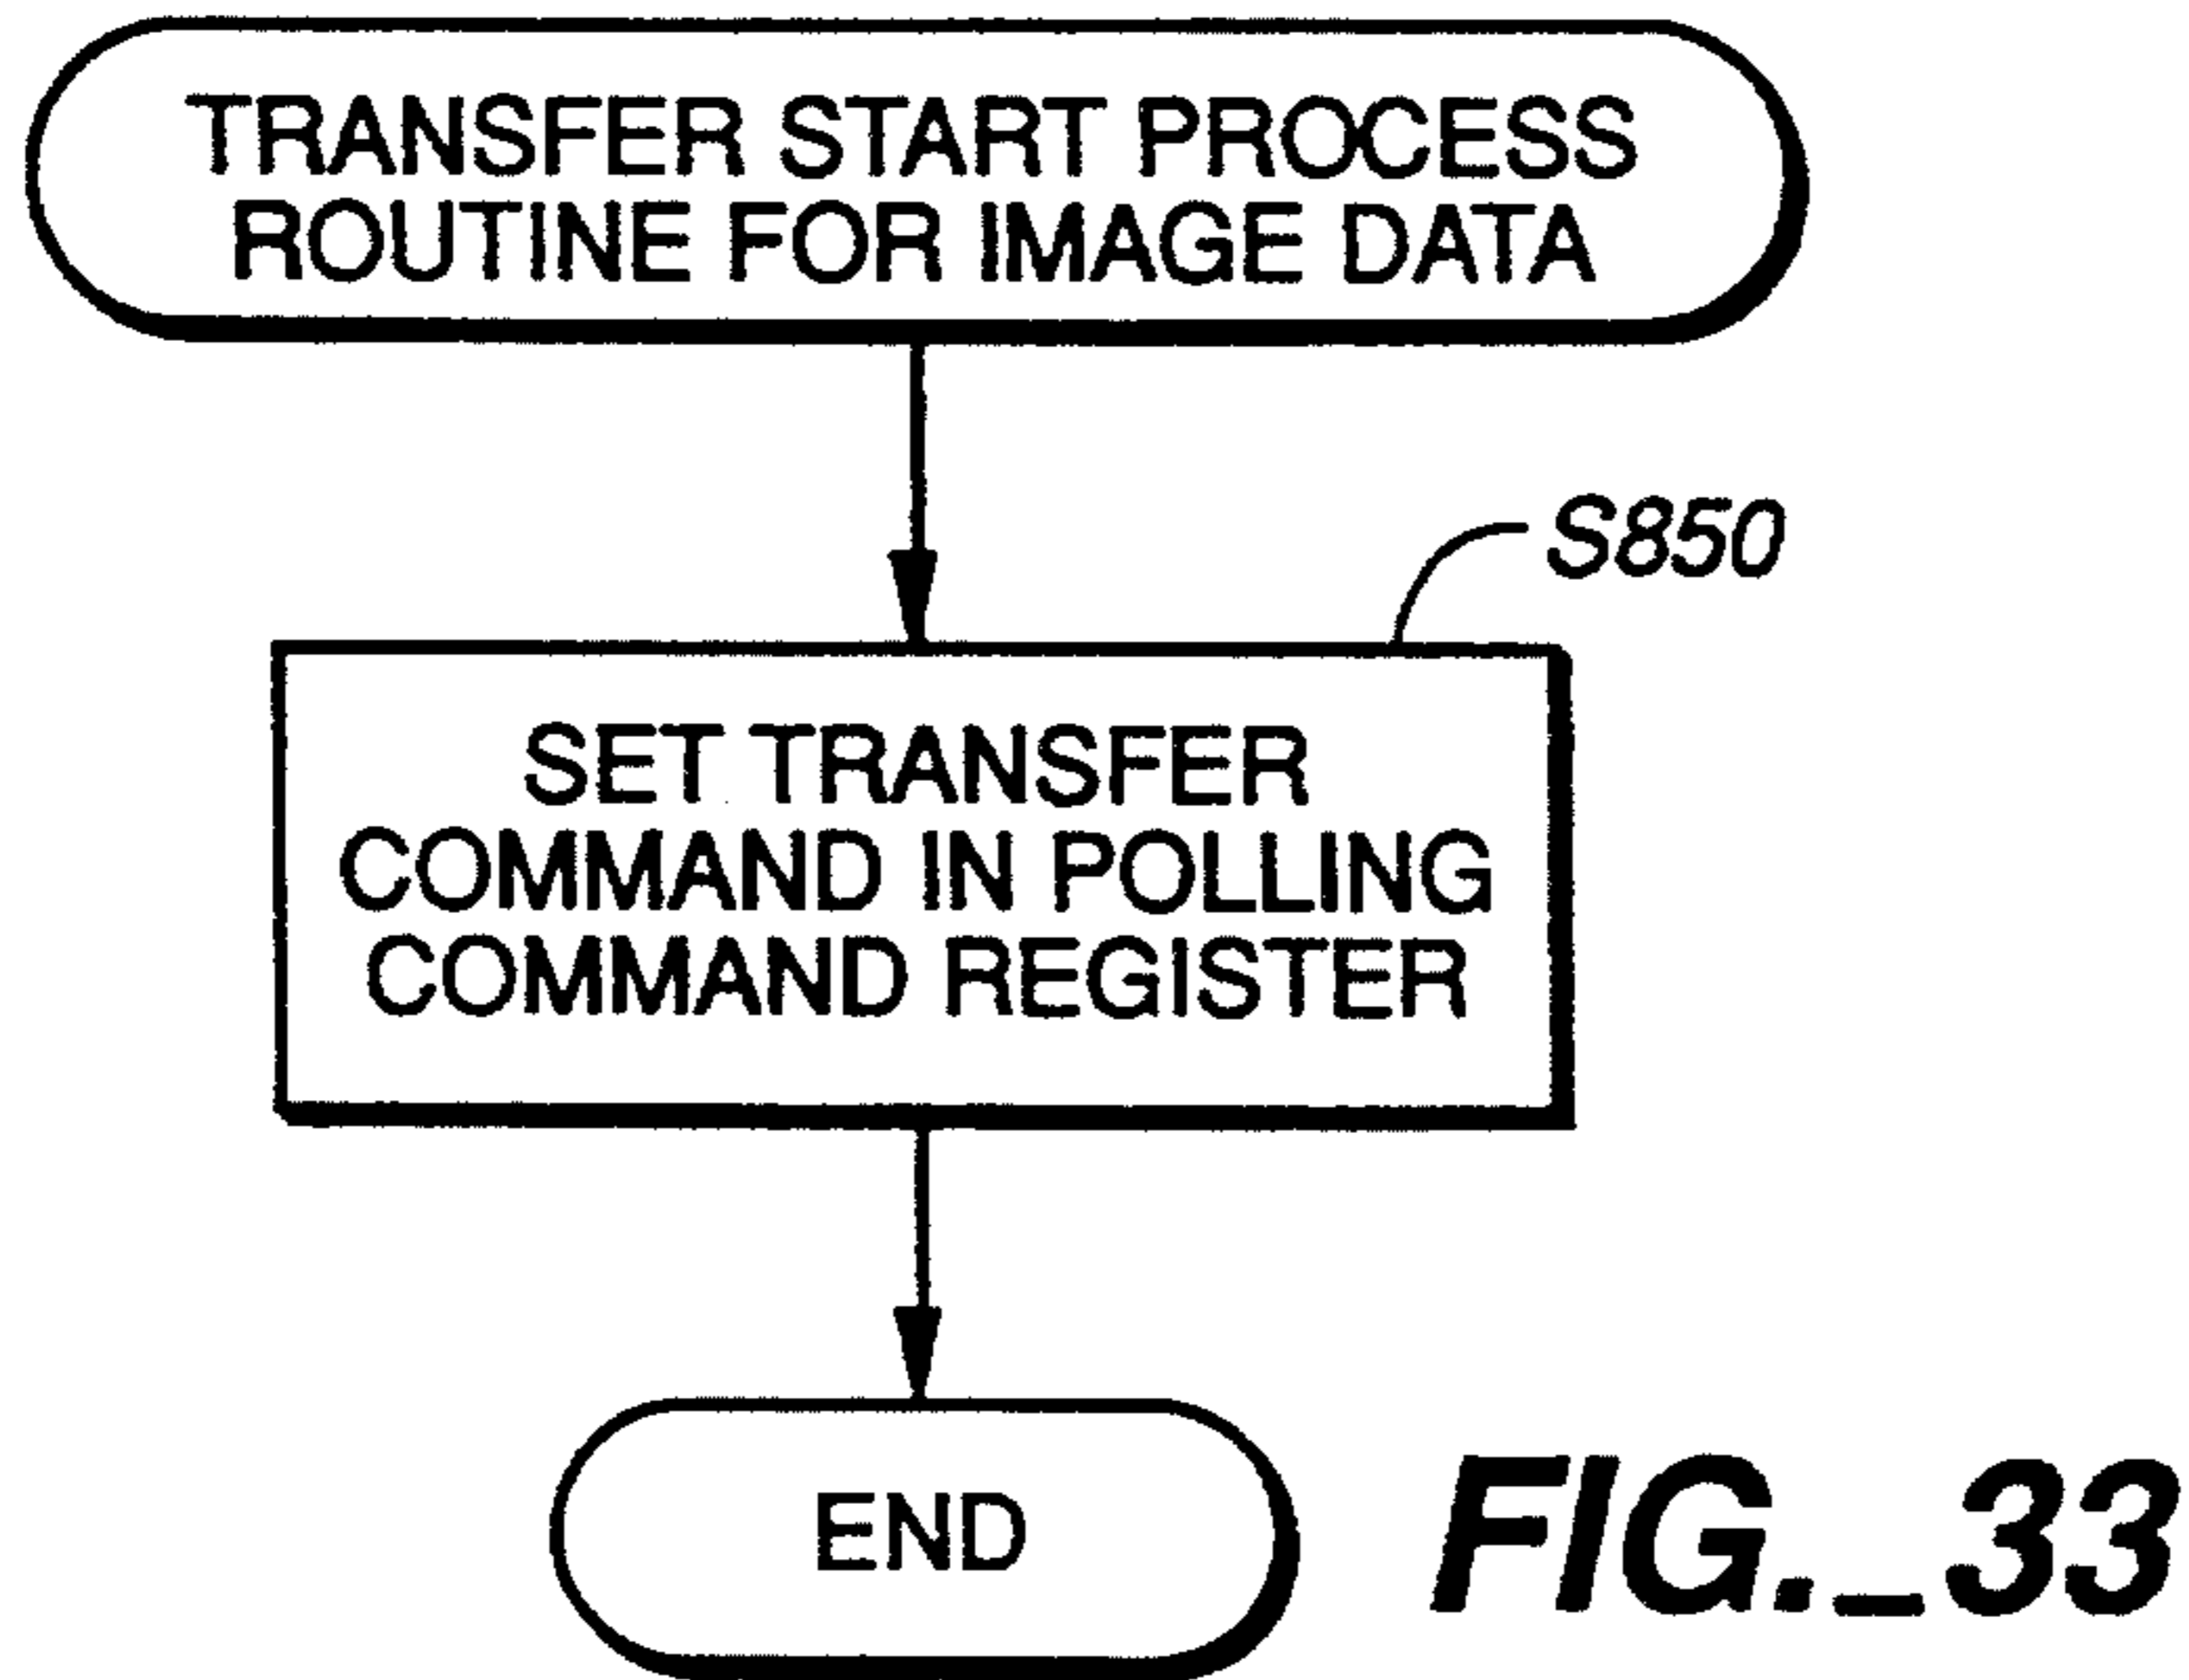 TRANSFER START PROCESS
ROUTINE FOR IMAGE DATA
S850
SET TRANSFER
COMMAND IN POLLING
COMMAND REGISTER
END
FIG._33